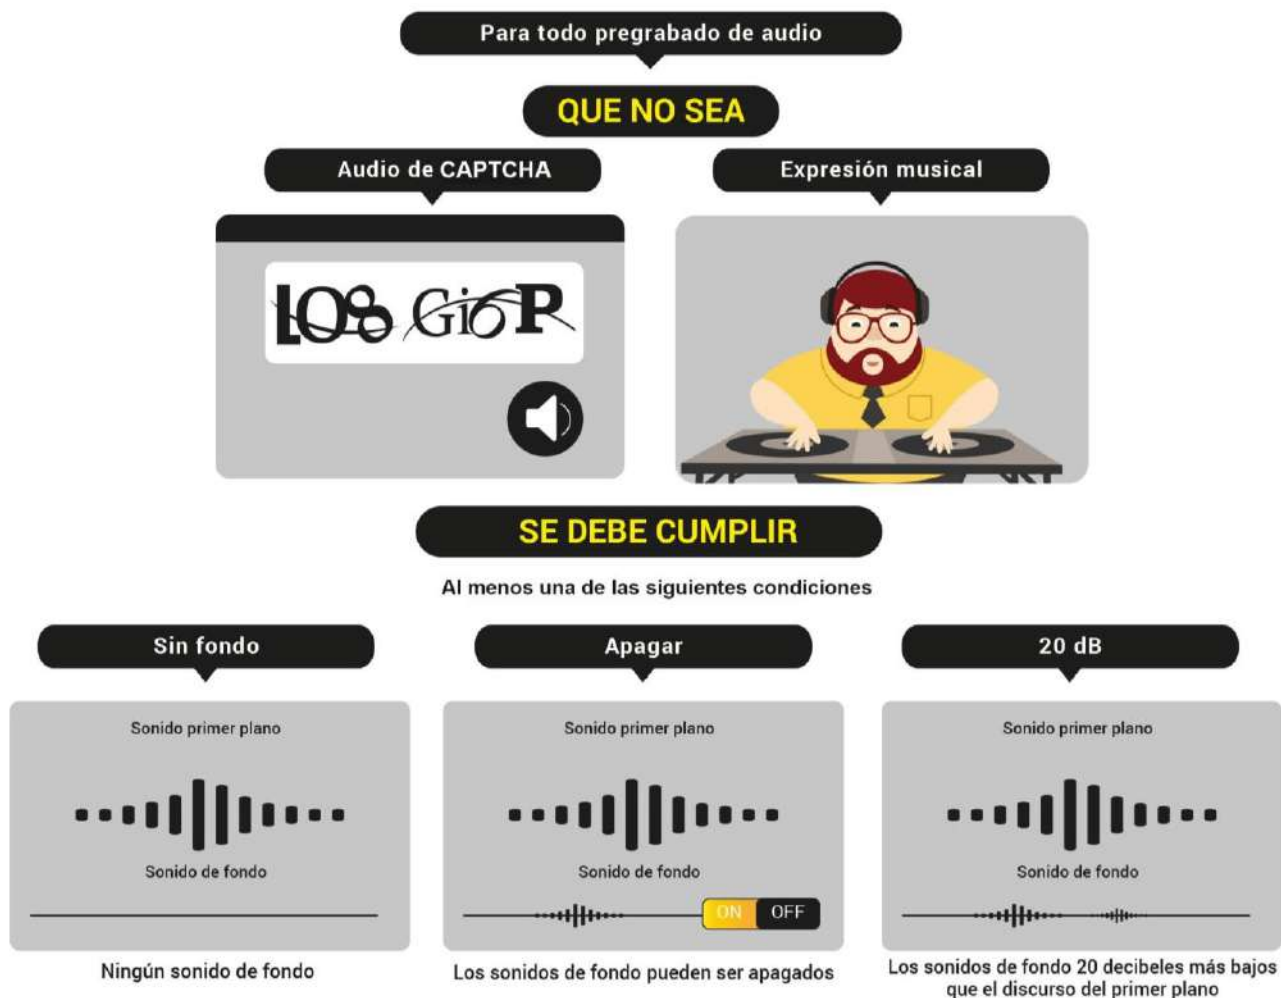 Para todo pregrabado de audio
QUE NO SEA
Audio de CAPTCHA
Expresión musical
LO8 Gi6P
SE DEBE CUMPLIR
Al menos una de las siguientes condiciones
Sin fondo
Sonido primer plano
Sonido de fondo
Ningún sonido de fondo
Apagar
Sonido primer plano
Sonido de fondo
ON OFF
Los sonidos de fondo pueden ser apagados
20 dB
Sonido primer plano
Sonido de fondo
Los sonidos de fondo 20 decibeles más bajos
que el discurso del primer plano